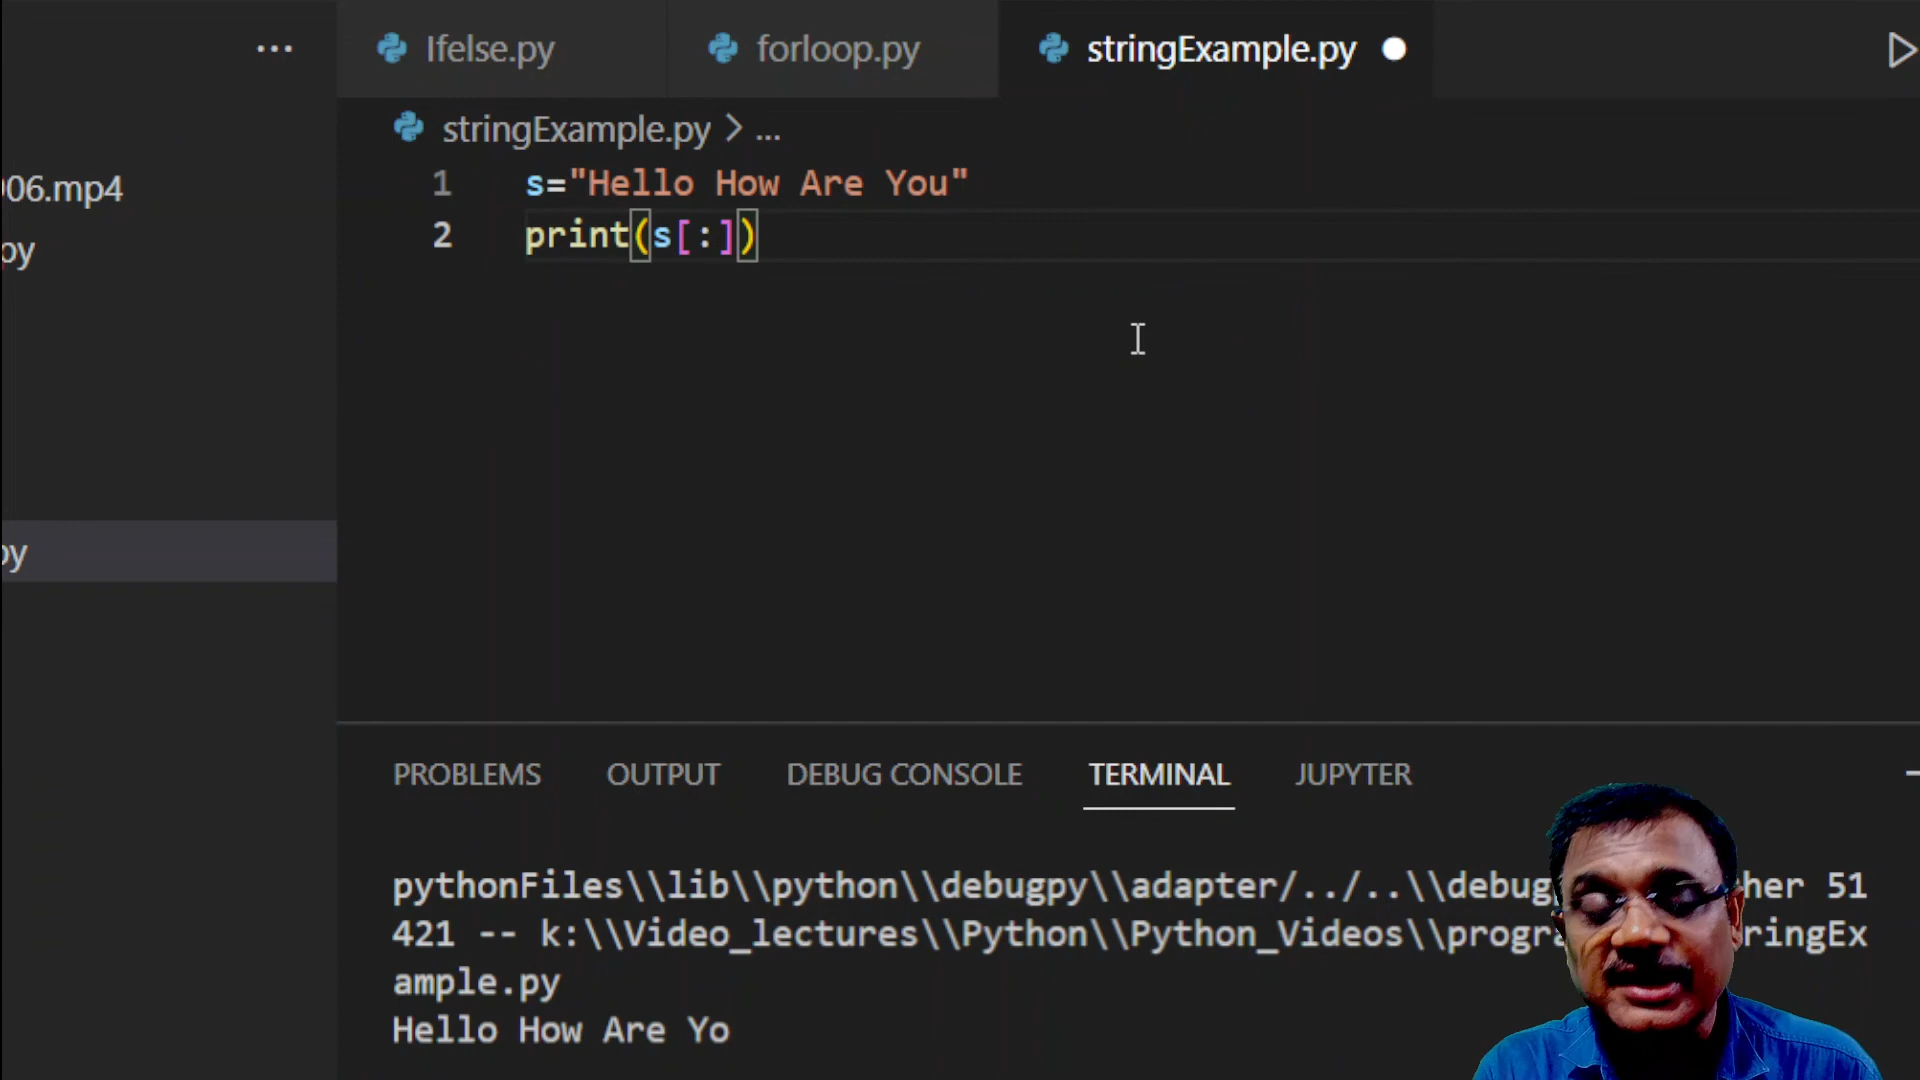 ... Ifelse.py forloop.py stringExample.py
stringExample.py > ...
06.mp4
py
py
1 s="Hello How Are You"
2 print(s[:])
PROBLEMS OUTPUT DEBUG CONSOLE TERMINAL JUPYTER
pythonFiles\\lib\\python\\debugpy\\adapter/../..\\debug her 51
421 -- k:\\Video_lectures\\Python\\Python_Videos\\progra ringEx
ample.py
Hello How Are Yo